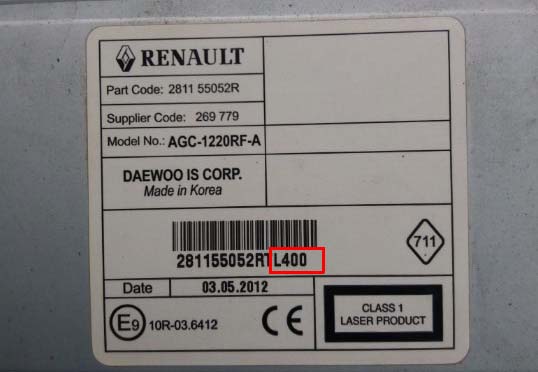 RENAULT
Part Code: 2811 55052R
Supplier Code: 269 779
Model No.: AGC-1220RF-A
DAEWOO IS CORP.
Made in Korea
281155052RTL400
711
Date 03.05.2012
E9 10R-03.6412 CE
CLASS 1
LASER PRODUCT